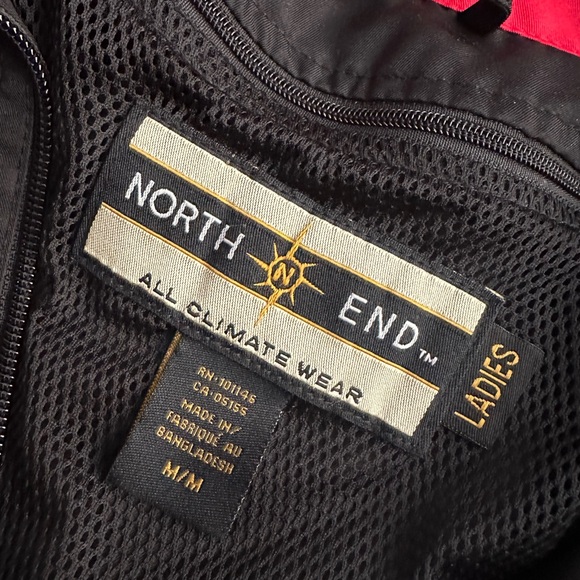 NORTH N END™
ALL CLIMATE WEAR
LADIES
RN:101146
CA:05155
MADE IN/
FABRIQUÉ AU
BANGLADESH
M/M